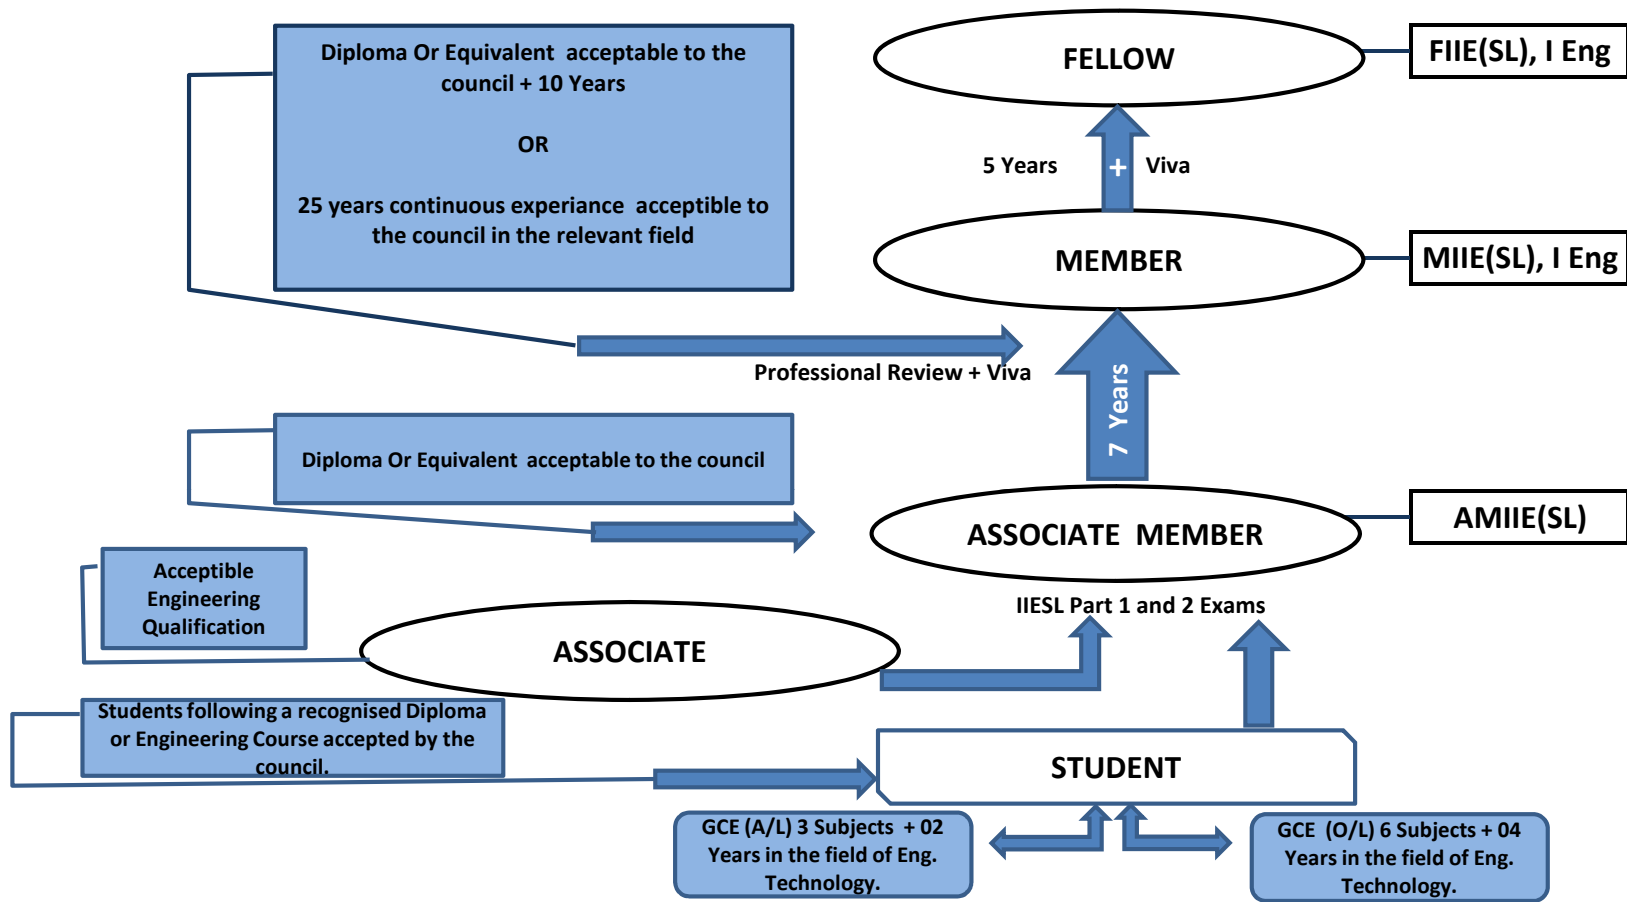 Diploma Or Equivalent acceptable to the
council + 10 Years
OR
25 years continuous experiance acceptible to
the council in the relevant field
FELLOW
FIIE(SL), I Eng
5 Years
+
Viva
MEMBER
MIIE(SL), I Eng
Professional Review + Viva
7 Years
Diploma Or Equivalent acceptable to the council
ASSOCIATE MEMBER
AMIIE(SL)
IIESL Part 1 and 2 Exams
Acceptible
Engineering
Qualification
ASSOCIATE
Students following a recognised Diploma
or Engineering Course accepted by the
council.
STUDENT
GCE (A/L) 3 Subjects + 02
Years in the field of Eng.
Technology.
GCE (O/L) 6 Subjects + 04
Years in the field of Eng.
Technology.